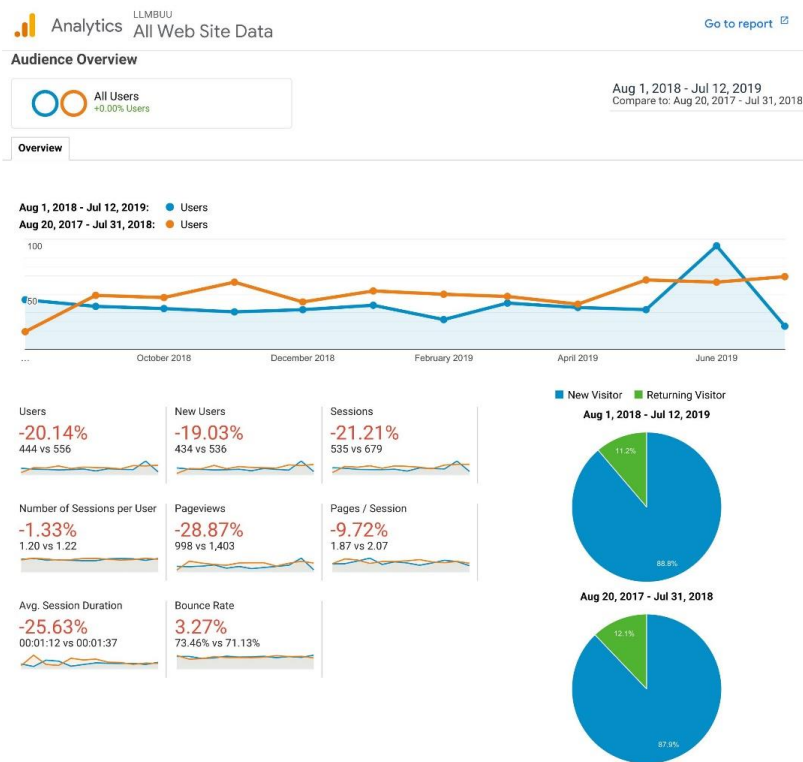 LLMBUU
Analytics All Web Site Data
Go to report
Audience Overview
All Users
+0.00% Users
Aug 1, 2018 - Jul 12, 2019
Compare to: Aug 20, 2017 - Jul 31, 2018
Overview
Aug 1, 2018 - Jul 12, 2019: Users
Aug 20, 2017 - Jul 31, 2018: Users
100
50
... October 2018 December 2018 February 2019 April 2019 June 2019
Users
-20.14%
444 vs 556
New Users
-19.03%
434 vs 536
Sessions
-21.21%
535 vs 679
Number of Sessions per User
-1.33%
1.20 vs 1.22
Pageviews
-28.87%
998 vs 1,403
Pages / Session
-9.72%
1.87 vs 2.07
Avg. Session Duration
-25.63%
00:01:12 vs 00:01:37
Bounce Rate
3.27%
73.46% vs 71.13%
New Visitor Returning Visitor
Aug 1, 2018 - Jul 12, 2019
11.2%
88.8%
Aug 20, 2017 - Jul 31, 2018
12.1%
87.9%